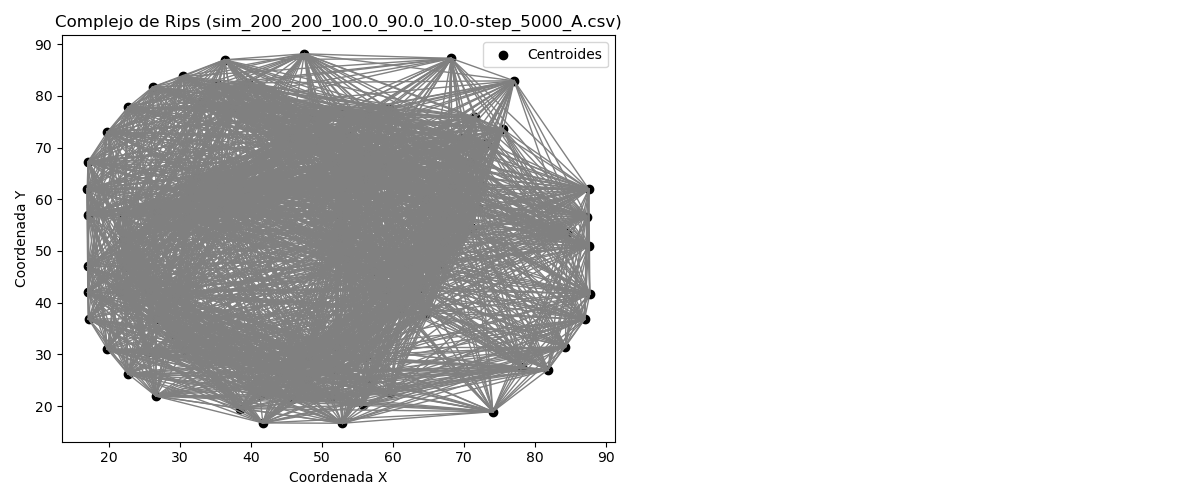 Complejo de Rips (sim_200_200_100.0_90.0_10.0-step_5000_A.csv)
Centroides
90
80
70
60
50
40
30
20
Coordenada Y
20 30 40 50 60 70 80 90
Coordenada X